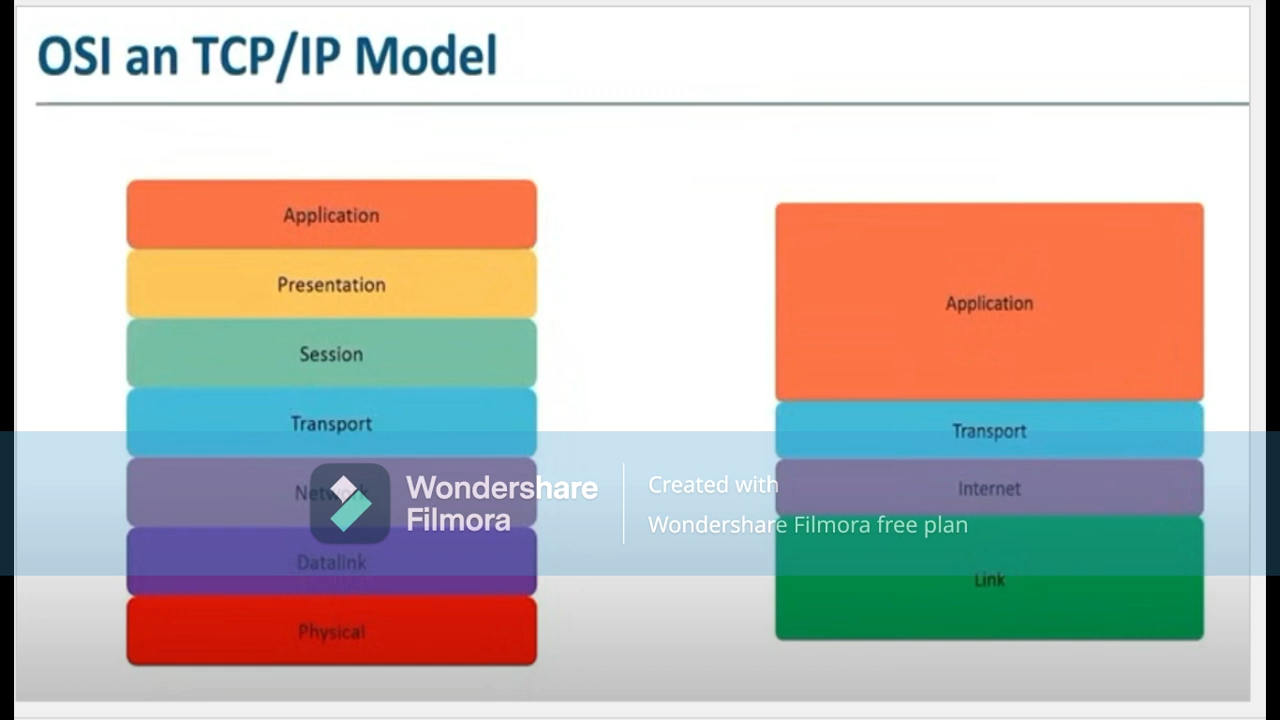 OSI an TCP/IP Model
Application
Presentation
Session
Transport
Network
Datalink
Physical
Application
Transport
Internet
Link
Wondershare
Filmora
Created with
Wondershare Filmora free plan